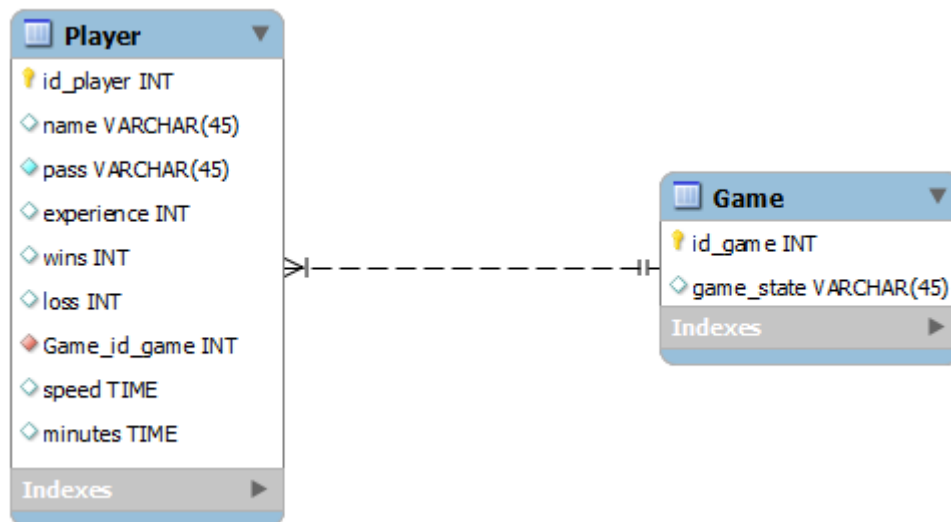 Player
id_player INT
name VARCHAR(45)
pass VARCHAR(45)
experience INT
wins INT
loss INT
Game_id_game INT
speed TIME
minutes TIME
Indexes
Game
id_game INT
game_state VARCHAR(45)
Indexes